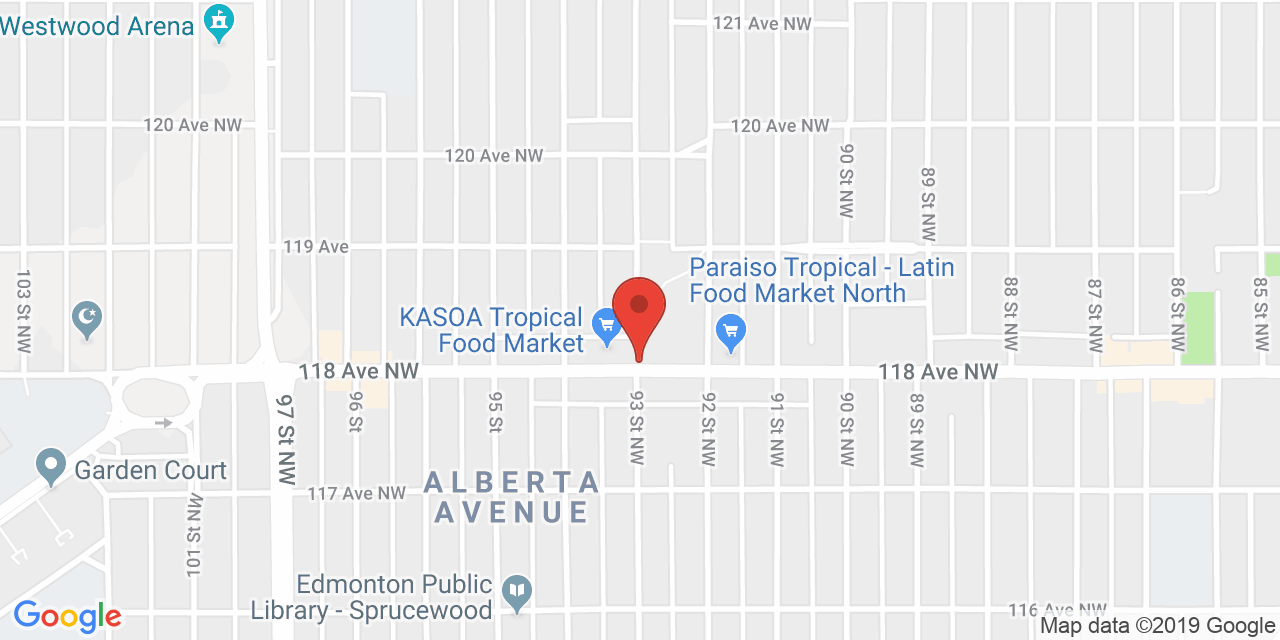 Westwood Arena
121 Ave NW
120 Ave NW
120 Ave NW
120 Ave NW
90 St NW
89 St NW
119 Ave
103 St NW
Paraiso Tropical - Latin
Food Market North
KASOA Tropical
Food Market
88 St NW
87 St NW
86 St NW
85 St NW
118 Ave NW
118 Ave NW
97 St NW
96 St
95 St
93 St NW
92 St NW
91 St NW
90 St NW
89 St NW
Garden Court
ALBERTA
AVENUE
117 Ave NW
101 St NW
Edmonton Public
Library - Sprucewood
116 Ave NW
Google
Map data ©2019 Google